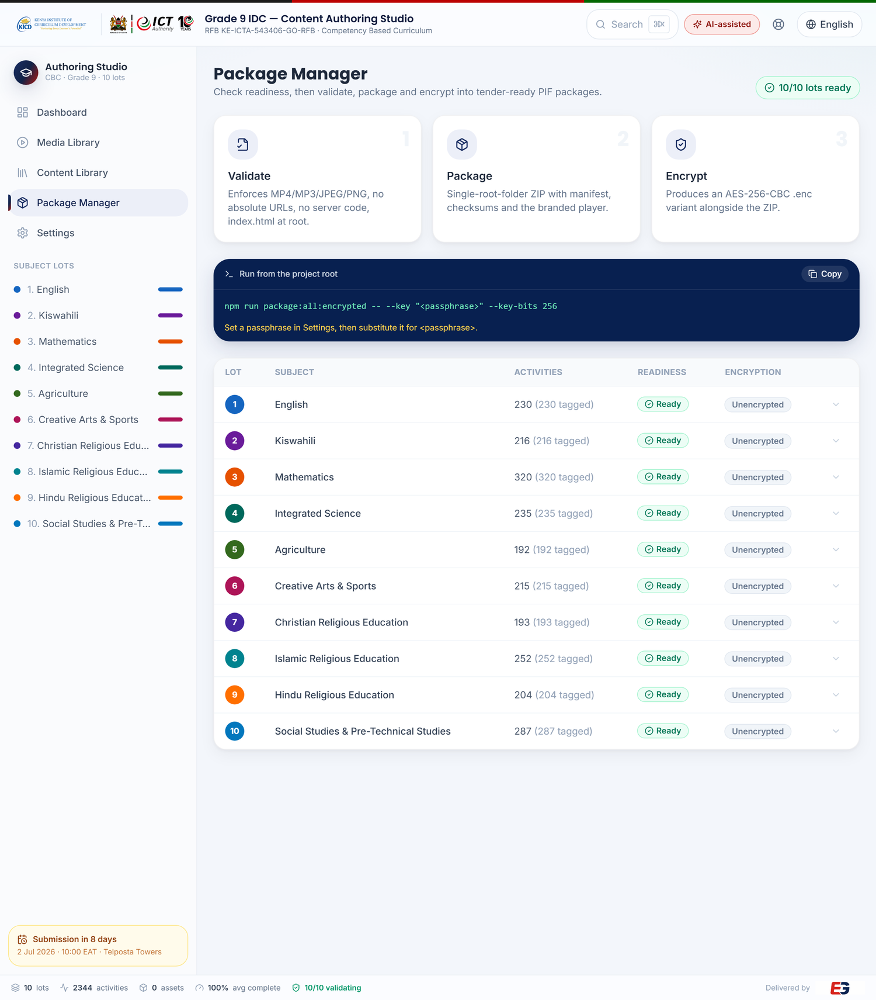 KICD
KENYA INSTITUTE OF
CURRICULUM DEVELOPMENT
ICT
Authority
10
YEARS
Grade 9 IDC — Content Authoring Studio
RFB KE-ICTA-543406-GO-RFB · Competency Based Curriculum
Search ⌘K
AI-assisted
English
Authoring Studio
CBC · Grade 9 · 10 lots
Dashboard
Media Library
Content Library
Package Manager
Settings
SUBJECT LOTS
1. English
2. Kiswahili
3. Mathematics
4. Integrated Science
5. Agriculture
6. Creative Arts & Sports
7. Christian Religious Edu...
8. Islamic Religious Educ...
9. Hindu Religious Educat...
10. Social Studies & Pre-T...
Submission in 8 days
2 Jul 2026 · 10:00 EAT · Telposta Towers
Package Manager
Check readiness, then validate, package and encrypt into tender-ready PIF packages.
10/10 lots ready
1
Validate
Enforces MP4/MP3/JPEG/PNG, no
absolute URLs, no server code,
index.html at root.
2
Package
Single-root-folder ZIP with manifest,
checksums and the branded player.
3
Encrypt
Produces an AES-256-CBC .enc
variant alongside the ZIP.
Run from the project root
Copy
npm run package:all:encrypted -- --key "<passphrase>" --key-bits 256
Set a passphrase in Settings, then substitute it for <passphrase>.
LOT SUBJECT ACTIVITIES READINESS ENCRYPTION
1 English 230 (230 tagged) Ready Unencrypted
2 Kiswahili 216 (216 tagged) Ready Unencrypted
3 Mathematics 320 (320 tagged) Ready Unencrypted
4 Integrated Science 235 (235 tagged) Ready Unencrypted
5 Agriculture 192 (192 tagged) Ready Unencrypted
6 Creative Arts & Sports 215 (215 tagged) Ready Unencrypted
7 Christian Religious Education 193 (193 tagged) Ready Unencrypted
8 Islamic Religious Education 252 (252 tagged) Ready Unencrypted
9 Hindu Religious Education 204 (204 tagged) Ready Unencrypted
10 Social Studies & Pre-Technical Studies 287 (287 tagged) Ready Unencrypted
10 lots 2344 activities 0 assets 100% avg complete 10/10 validating
Delivered by EG